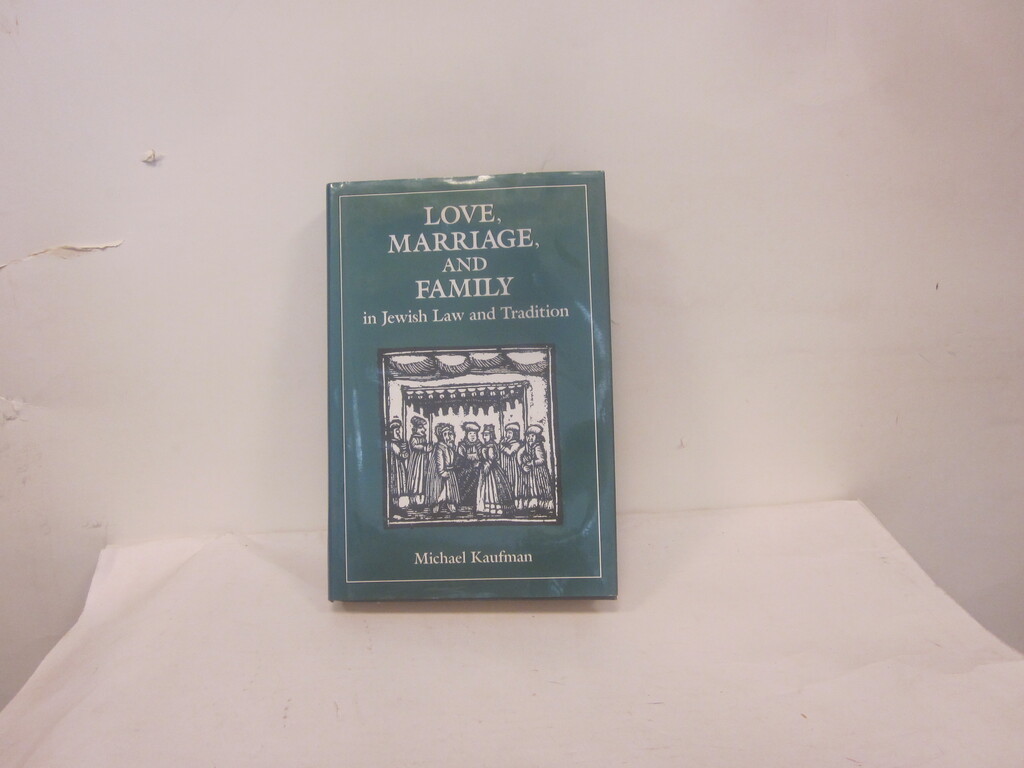 LOVE,
MARRIAGE,
AND
FAMILY
in Jewish Law and Tradition
Michael Kaufman